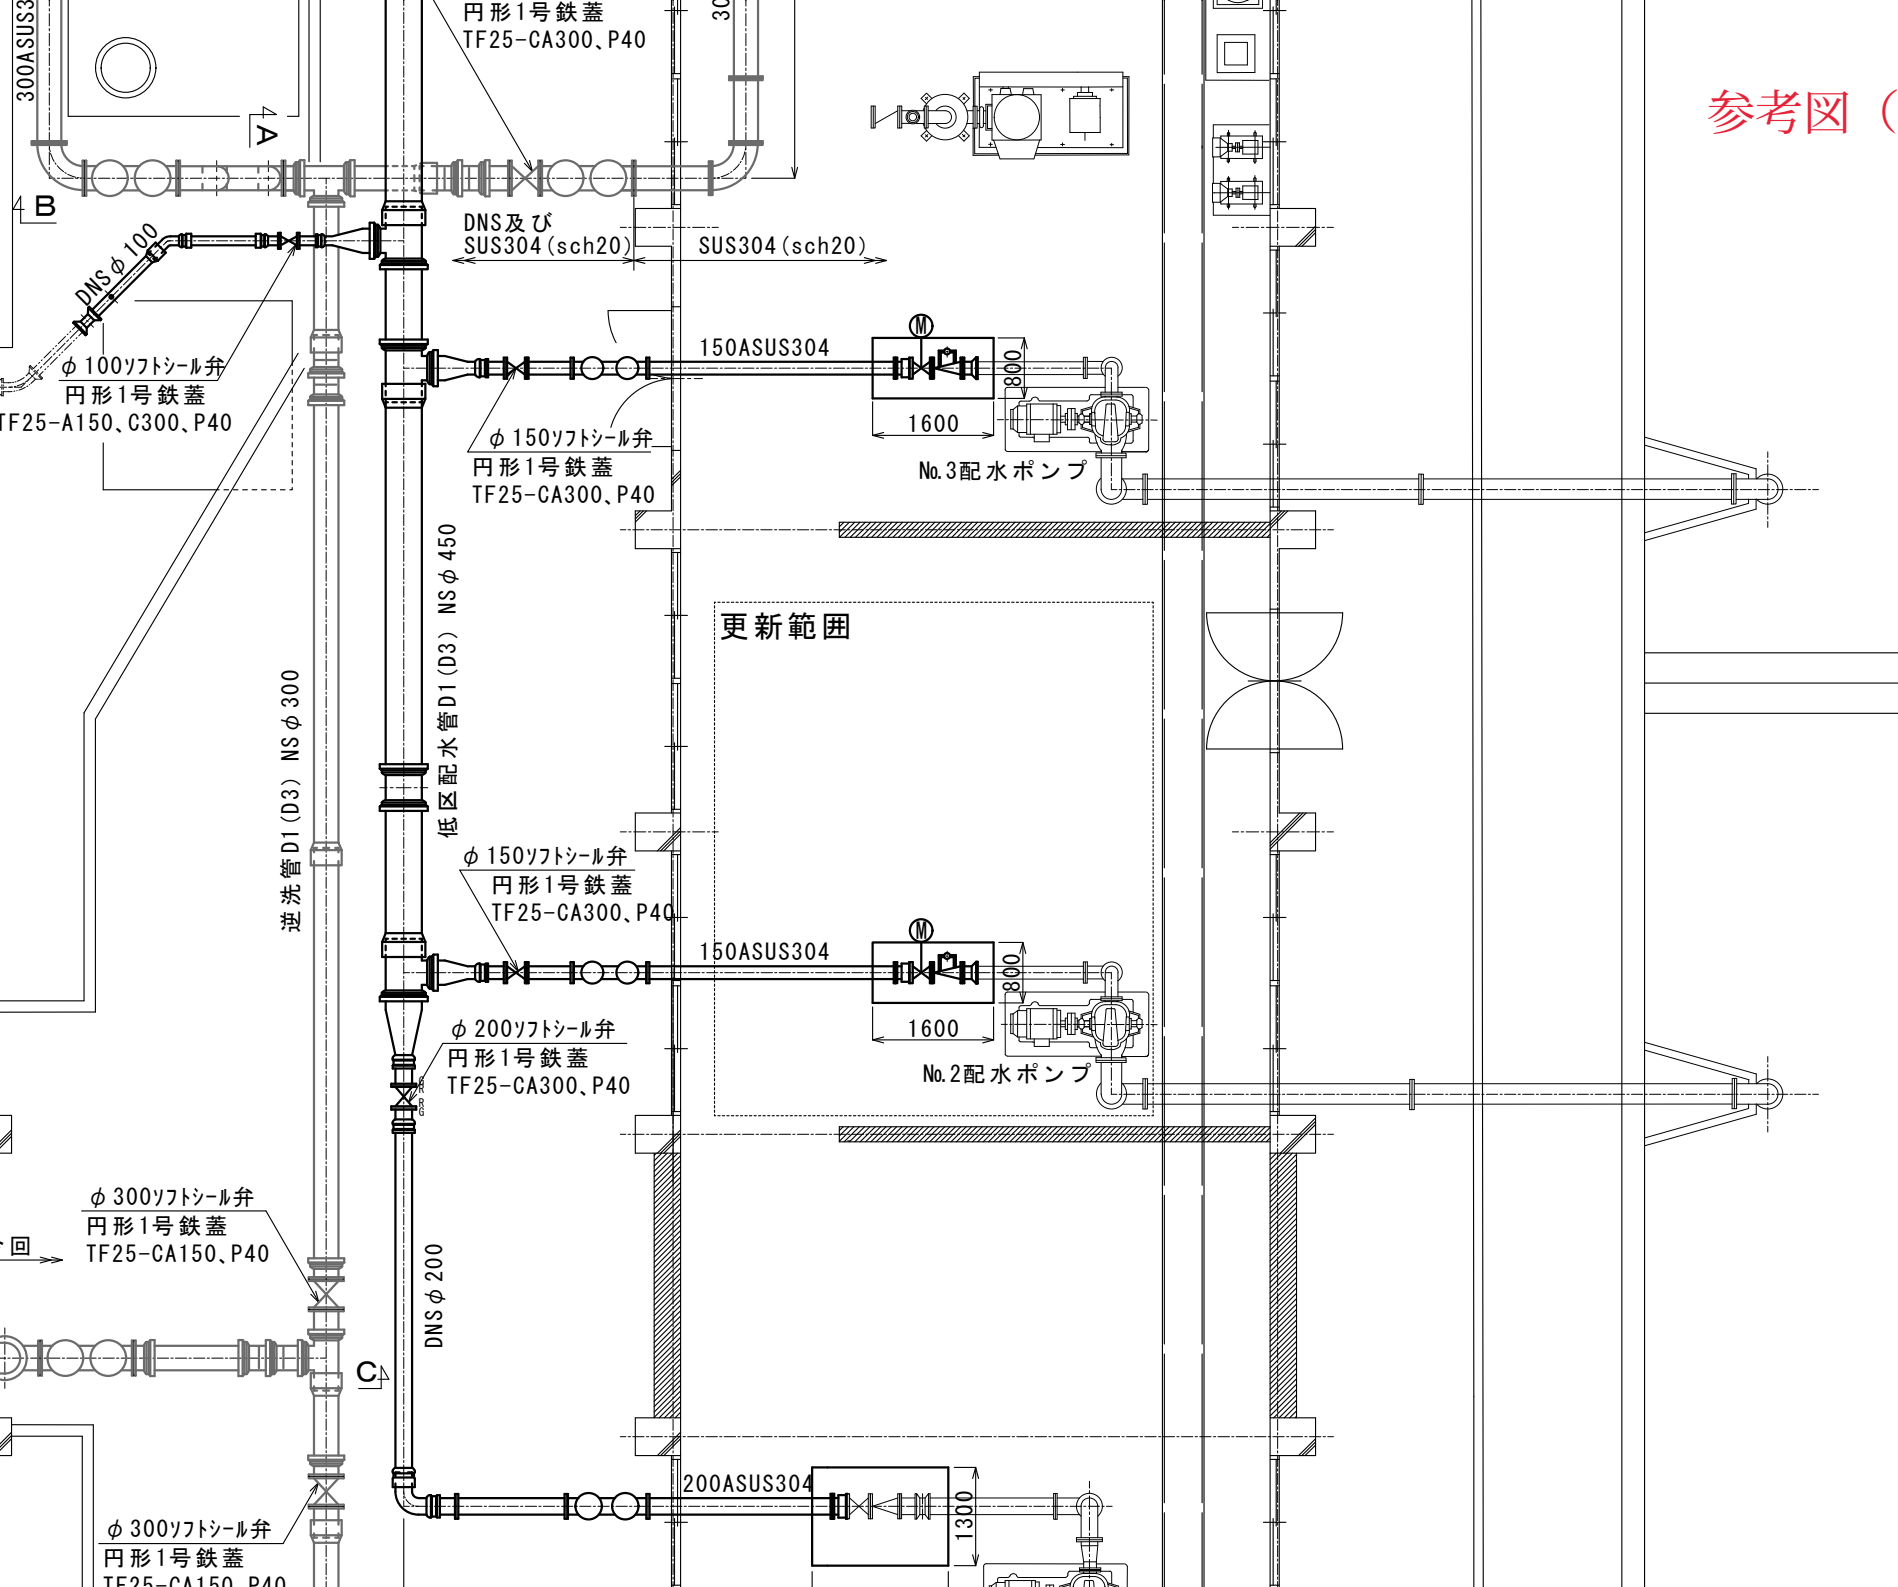 300ASUS3
円形1号鉄蓋
TF25-CA300、P40
30
参考図（
A
B
DNSφ100
DNS及び
SUS304(sch20)
SUS304(sch20)
φ100ソフトシール弁
円形1号鉄蓋
TF25-A150、C300、P40
150ASUS304
M
800
1600
φ150ソフトシール弁
円形1号鉄蓋
TF25-CA300、P40
№3配水ポンプ
低区配水管D1(D3) NSφ450
更新範囲
逆洗管D1(D3) NSφ300
φ150ソフトシール弁
円形1号鉄蓋
TF25-CA300、P40
150ASUS304
M
800
1600
№2配水ポンプ
φ200ソフトシール弁
円形1号鉄蓋
TF25-CA300、P40
φ300ソフトシール弁
円形1号鉄蓋
TF25-CA150、P40
回
DNSφ200
C
200ASUS304
1300
φ300ソフトシール弁
円形1号鉄蓋
TF25-CA150、P40